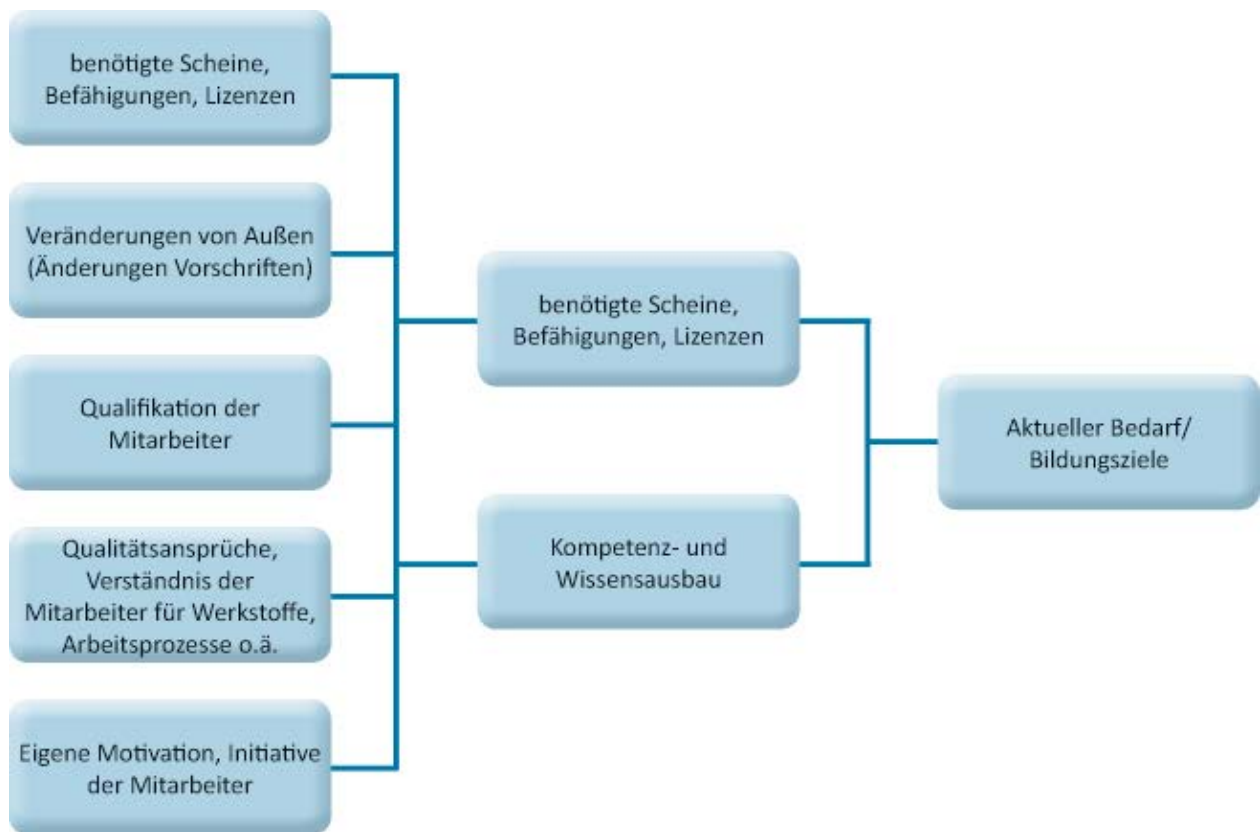 benötigte Scheine,
Befähigungen, Lizenzen
Veränderungen von Außen
(Änderungen Vorschriften)
Qualifikation der
Mitarbeiter
Qualitätsansprüche,
Verständnis der
Mitarbeiter für Werkstoffe,
Arbeitsprozesse o.ä.
Eigene Motivation, Initiative
der Mitarbeiter
benötigte Scheine,
Befähigungen, Lizenzen
Kompetenz- und
Wissensausbau
Aktueller Bedarf/
Bildungsziele